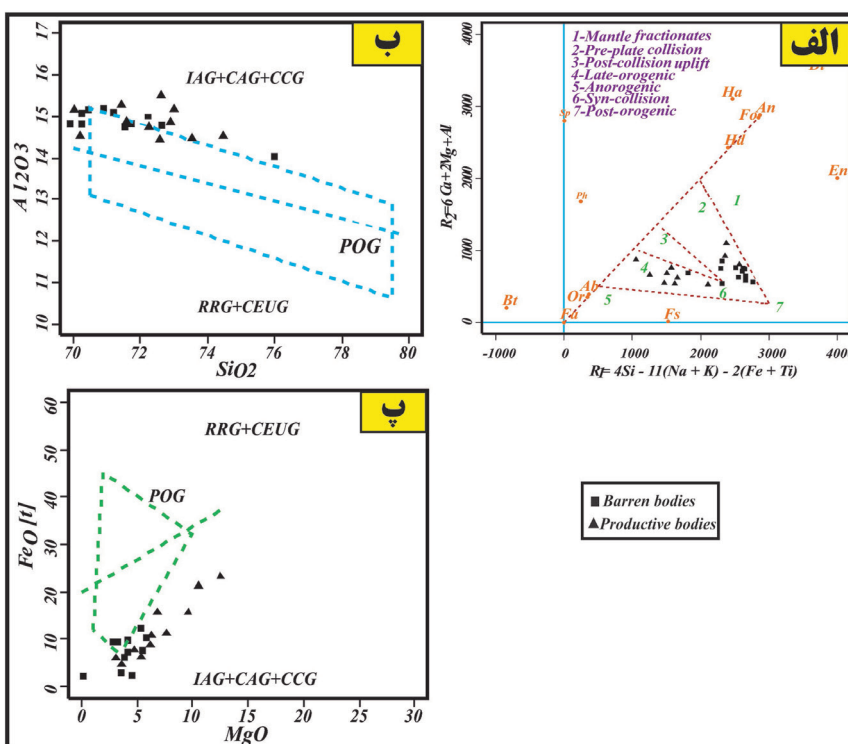 الف
1-Mantle fractionates
2-Pre-plate collision
3-Post-collision uplift
4-Late-orogenic
5-Anorogenic
6-Syn-collision
7-Post-orogenic
R2=6 Ca+2Mg+Al
4000
3000
2000
1000
0
Ha
An
Fo
Hd
Sp
En
Ph
1
2
3
4
5
6
7
Ab
Or
Bt
Fa
Fs
-1000
0
1000
2000
3000
4000
R1= 4Si - 11(Na + K) - 2(Fe + Ti)
ب
Al2O3
17
16
15
14
13
12
11
10
IAG+CAG+CCG
POG
RRG+CEUG
70
72
74
76
78
80
SiO2
پ
FeO [t]
60
50
40
30
20
10
0
RRG+CEUG
POG
IAG+CAG+CCG
0
5
10
15
20
25
30
MgO
Barren bodies
Productive bodies